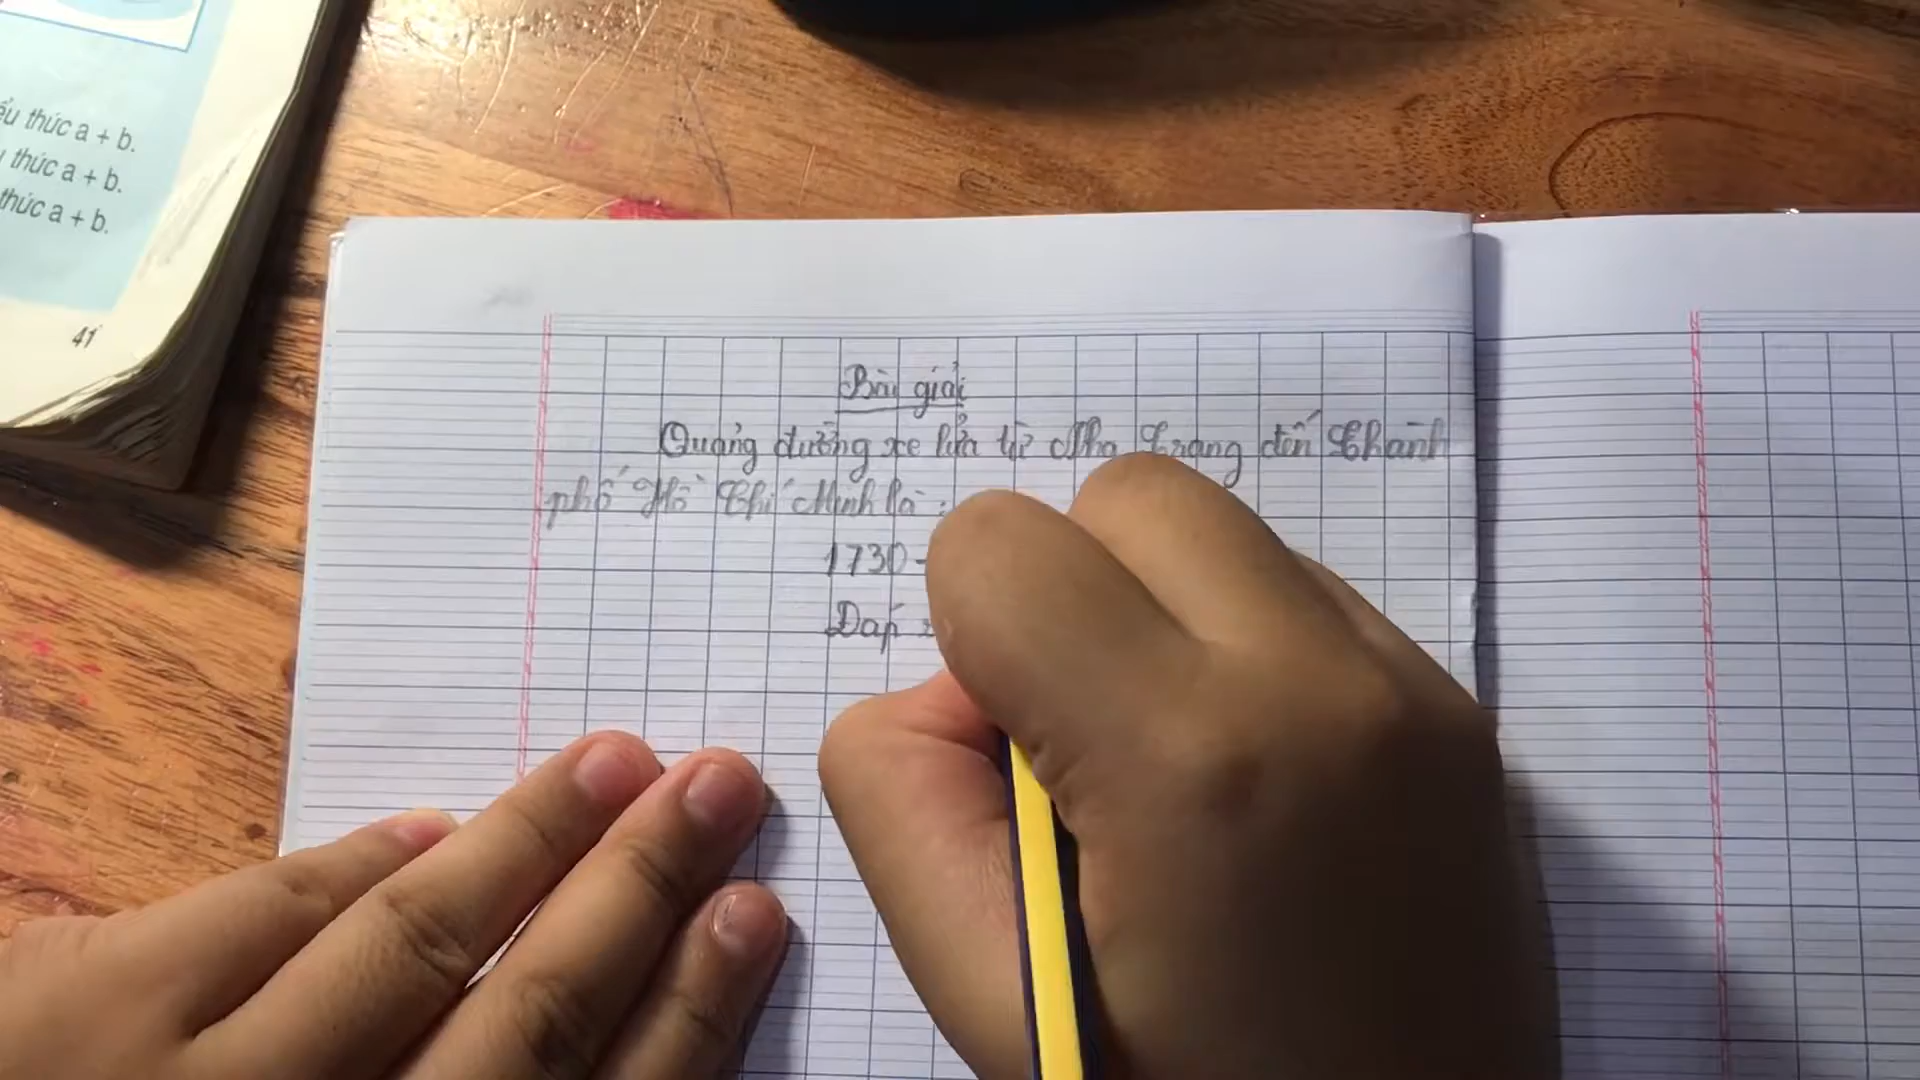 ểu thức a + b.
thức a + b.
thức a + b.
41
Bài giải
Quảng đường xe lửa từ Nha Trang đến Thành
phố Hồ Chí Minh là :
1730 -
Đáp